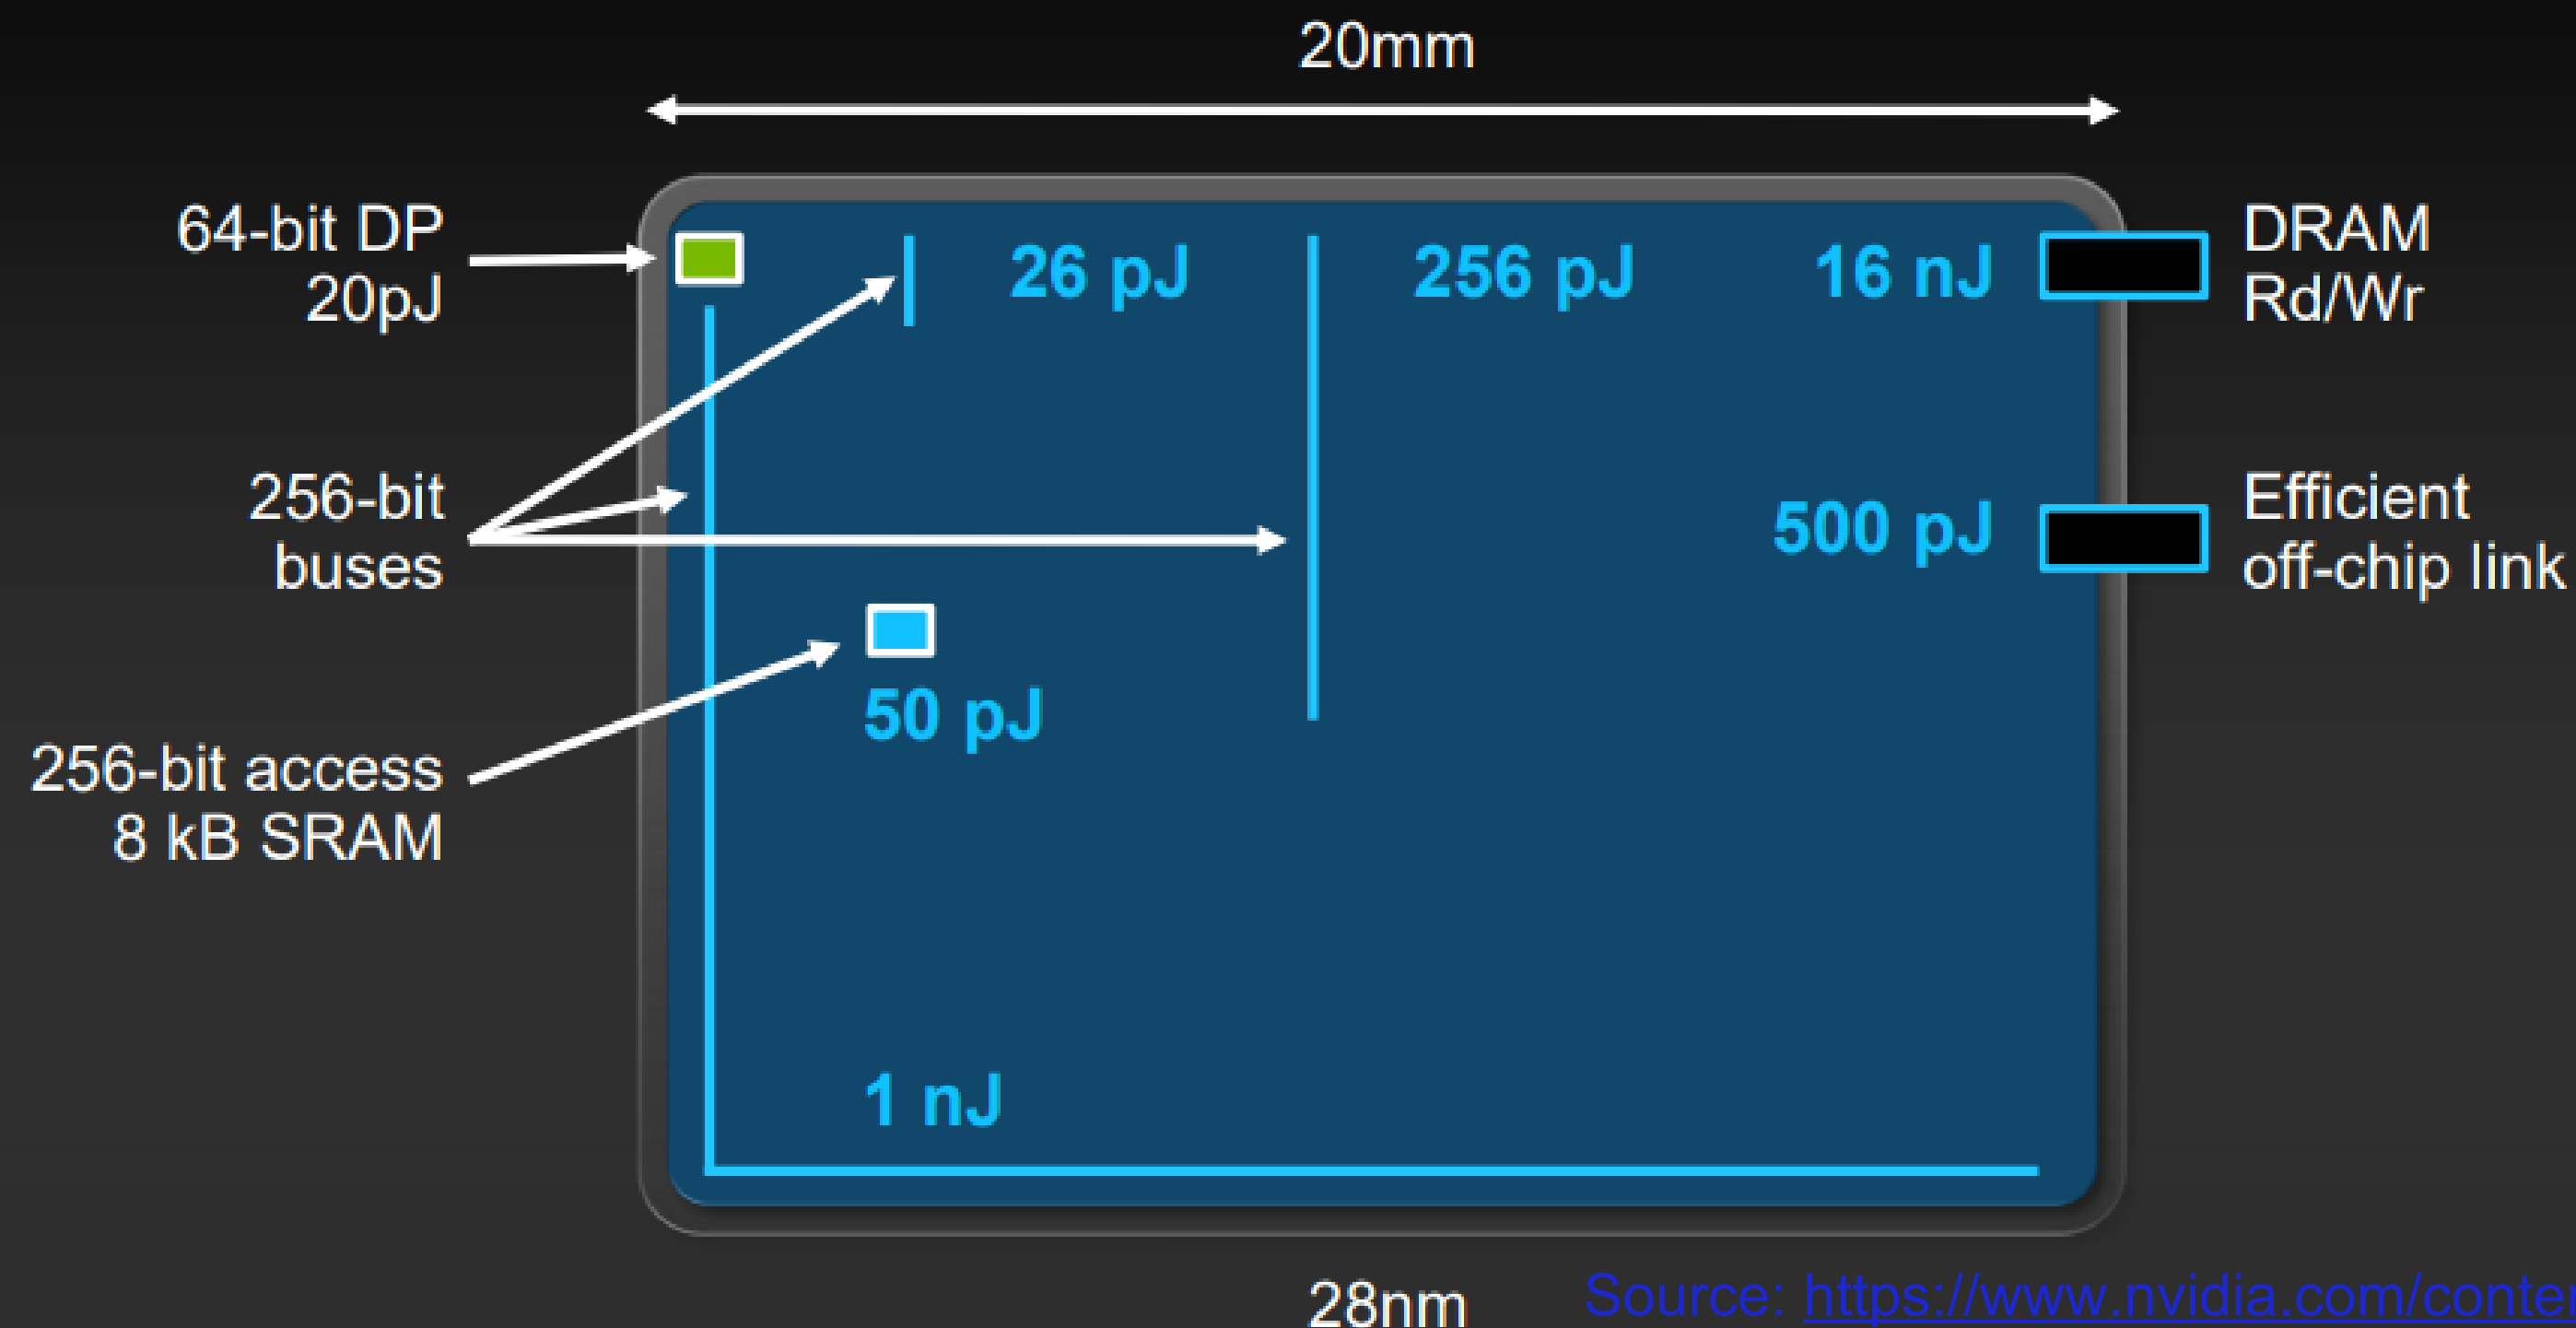 20mm
64-bit DP
20pJ
26 pJ
256 pJ
16 nJ
DRAM
Rd/Wr
256-bit
buses
500 pJ
Efficient
off-chip link
50 pJ
256-bit access
8 kB SRAM
1 nJ
28nm
Source: https://www.nvidia.com/conten